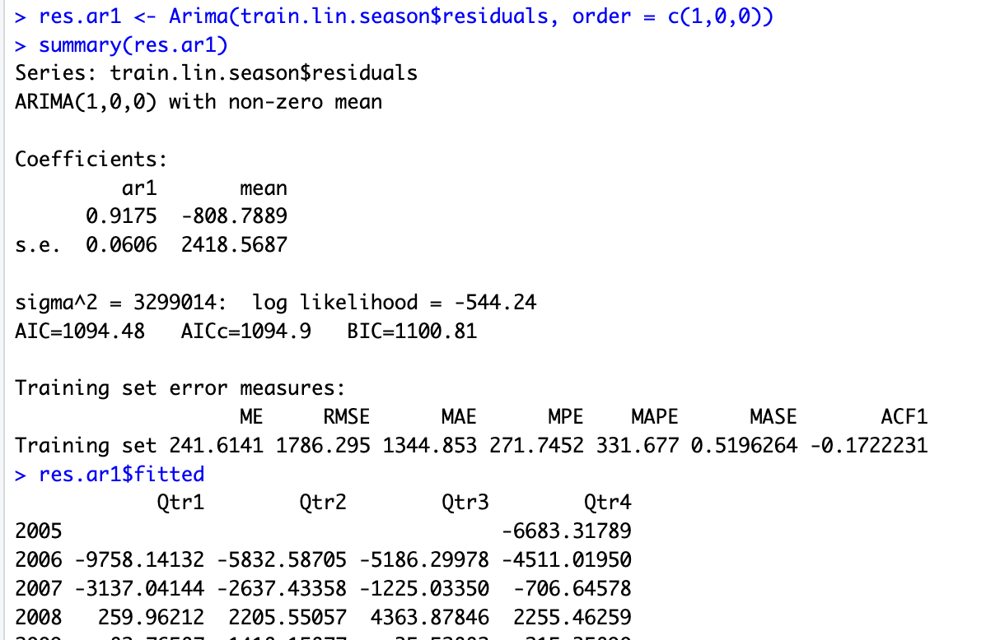 > res.ar1 <- Arima(train.lin.season$residuals, order = c(1,0,0))
> summary(res.ar1)
Series: train.lin.season$residuals
ARIMA(1,0,0) with non-zero mean
Coefficients:
ar1 mean
0.9175 -808.7889
s.e. 0.0606 2418.5687
sigma^2 = 3299014: log likelihood = -544.24
AIC=1094.48 AICc=1094.9 BIC=1100.81
Training set error measures:
ME RMSE MAE MPE MAPE MASE ACF1
Training set 241.6141 1786.295 1344.853 271.7452 331.677 0.5196264 -0.1722231
> res.ar1$fitted
Qtr1 Qtr2 Qtr3 Qtr4
2005 -6683.31789
2006 -9758.14132 -5832.58705 -5186.29978 -4511.01950
2007 -3137.04144 -2637.43358 -1225.03350 -706.64578
2008 259.96212 2205.55057 4363.87846 2255.46259